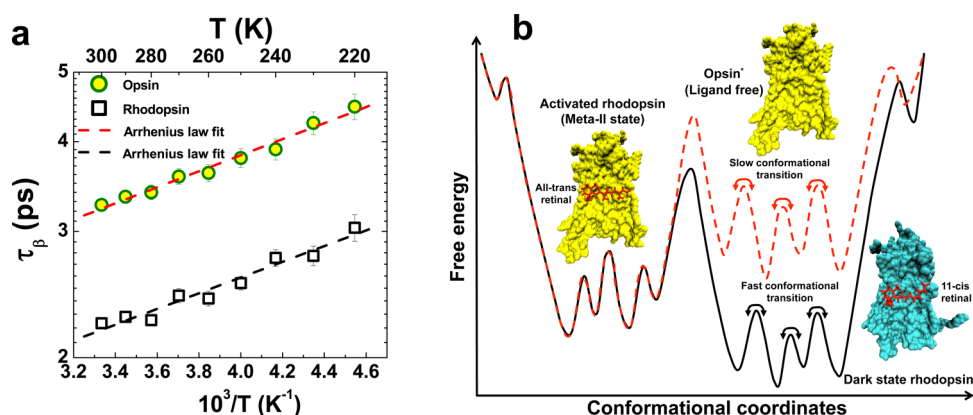 a
T (K)
300 280 260 240 220
5
4
3
2
τβ (ps)
Opsin
Rhodopsin
Arrhenius law fit
Arrhenius law fit
3.2 3.4 3.6 3.8 4.0 4.2 4.4 4.6
10³/T (K⁻¹)
b
Free energy
Conformational coordinates
Activated rhodopsin
(Meta-II state)
All-trans
retinal
Opsin*
(Ligand free)
Slow conformational
transition
Fast conformational
transition
11-cis
retinal
Dark state rhodopsin